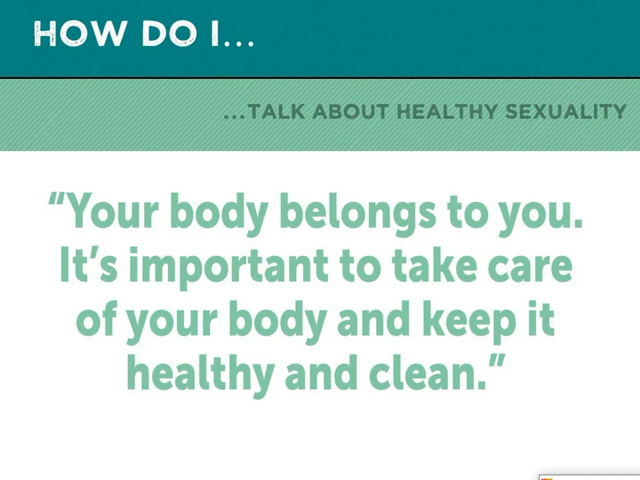 HOW DO I...
...TALK ABOUT HEALTHY SEXUALITY
“Your body belongs to you.
It’s important to take care
of your body and keep it
healthy and clean.”